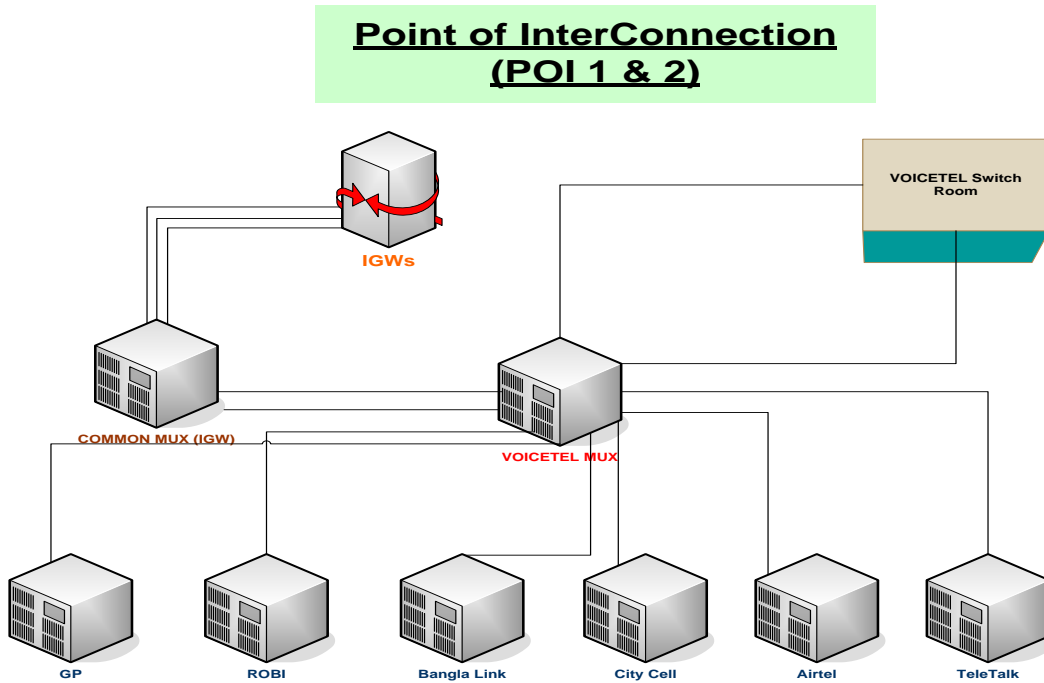 Point of InterConnection
(POI 1 & 2)
VOICETEL Switch
Room
IGWs
COMMON MUX (IGW)
VOICETEL MUX
GP
ROBI
Bangla Link
City Cell
Airtel
TeleTalk